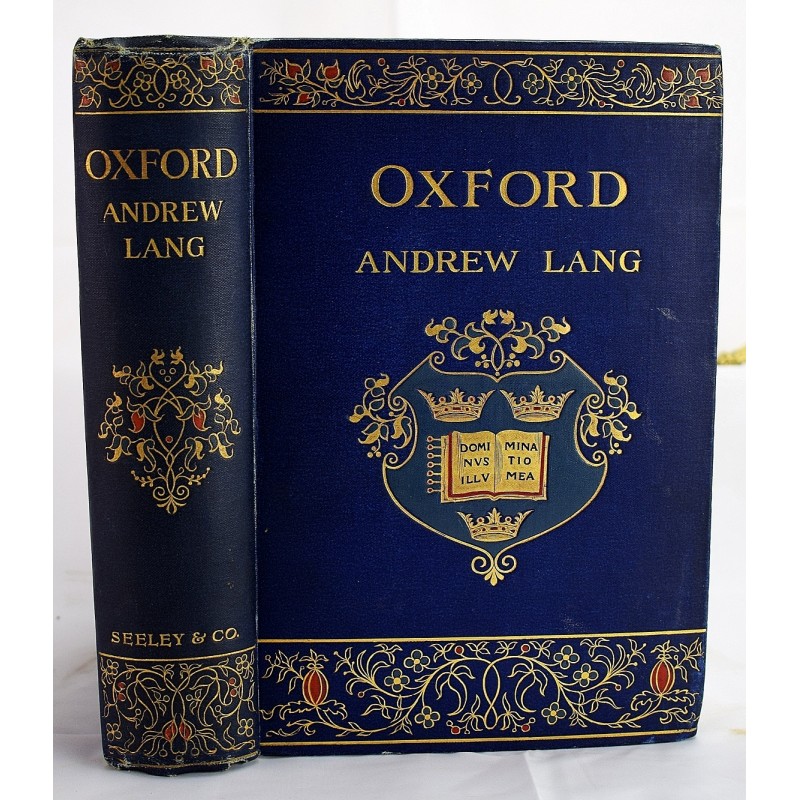 OXFORD
ANDREW
LANG
SEELEY & CO.
OXFORD
ANDREW LANG
DOMI MINA
NVS TIO
ILLV MEA